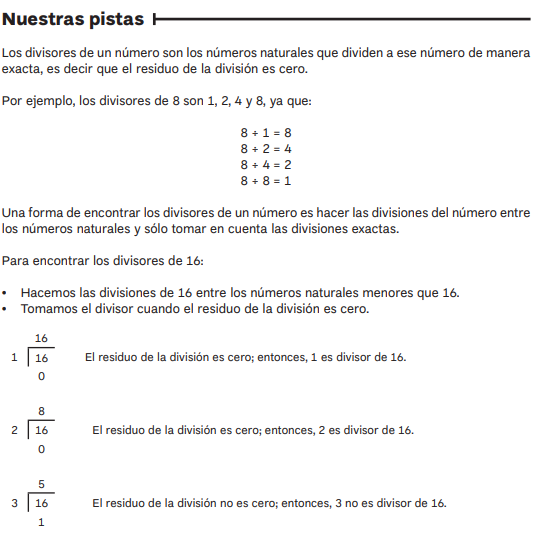 Nuestras pistas
Los divisores de un número son los números naturales que dividen a ese número de manera
exacta, es decir que el residuo de la división es cero.
Por ejemplo, los divisores de 8 son 1, 2, 4 y 8, ya que:
8 ÷ 1 = 8
8 ÷ 2 = 4
8 ÷ 4 = 2
8 ÷ 8 = 1
Una forma de encontrar los divisores de un número es hacer las divisiones del número entre
los números naturales y sólo tomar en cuenta las divisiones exactas.
Para encontrar los divisores de 16:
• Hacemos las divisiones de 16 entre los números naturales menores que 16.
• Tomamos el divisor cuando el residuo de la división es cero.
16
1 16 El residuo de la división es cero; entonces, 1 es divisor de 16.
0
8
2 16 El residuo de la división es cero; entonces, 2 es divisor de 16.
0
5
3 16 El residuo de la división no es cero; entonces, 3 no es divisor de 16.
1